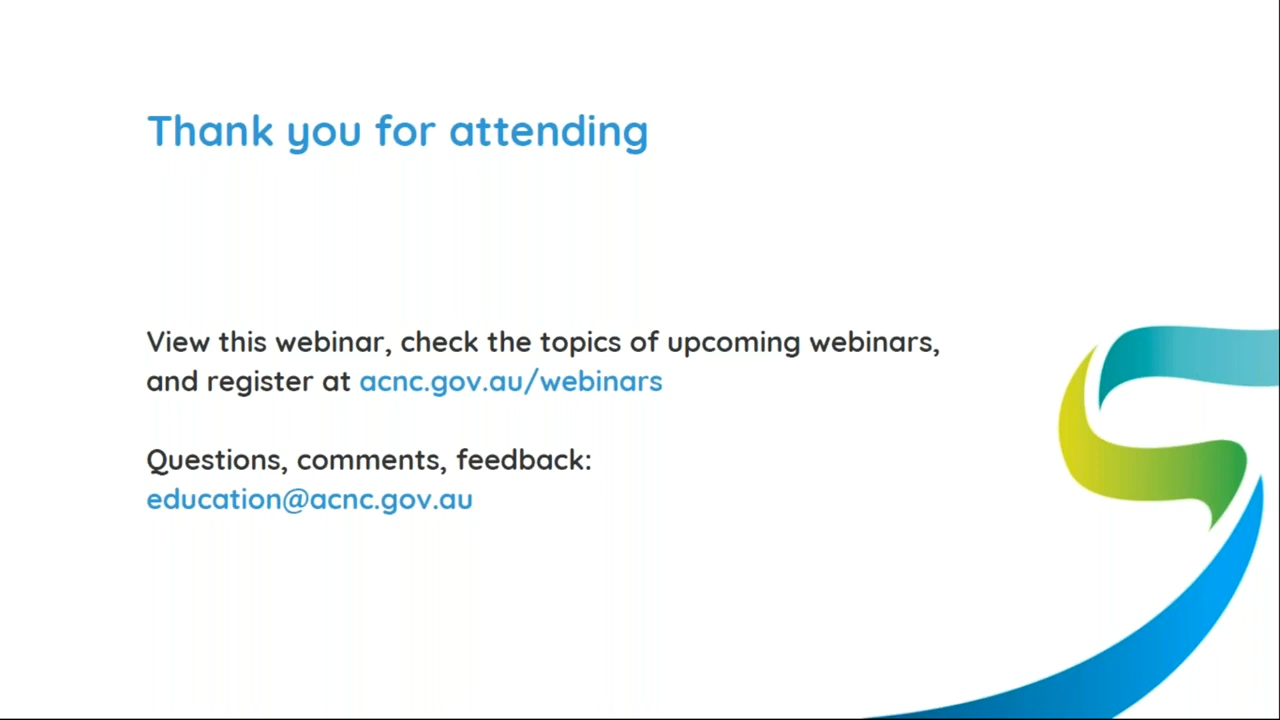 Thank you for attending
View this webinar, check the topics of upcoming webinars,
and register at acnc.gov.au/webinars
Questions, comments, feedback:
education@acnc.gov.au